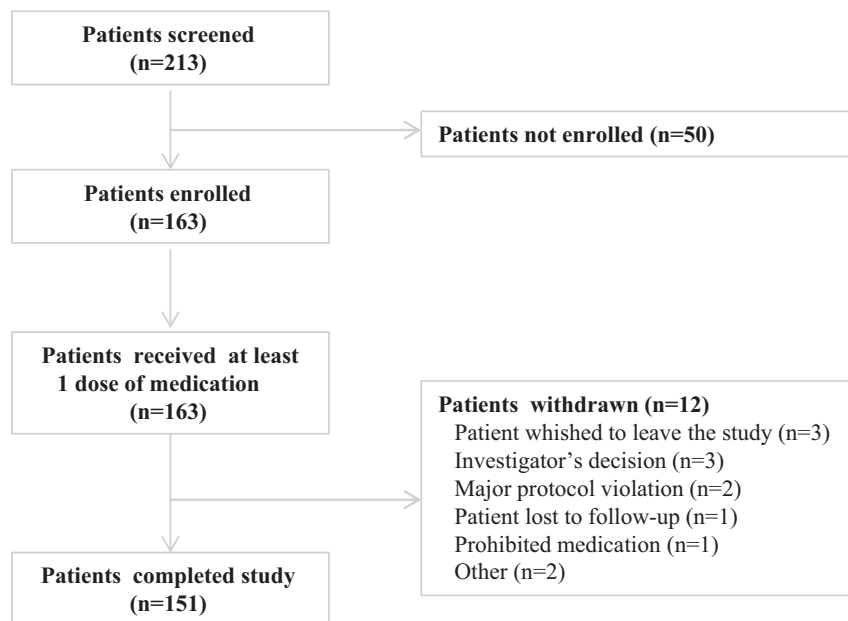 Patients screened
(n=213)
Patients not enrolled (n=50)
Patients enrolled
(n=163)
Patients received at least
1 dose of medication
(n=163)
Patients withdrawn (n=12)
Patient whished to leave the study (n=3)
Investigator’s decision (n=3)
Major protocol violation (n=2)
Patient lost to follow-up (n=1)
Prohibited medication (n=1)
Other (n=2)
Patients completed study
(n=151)